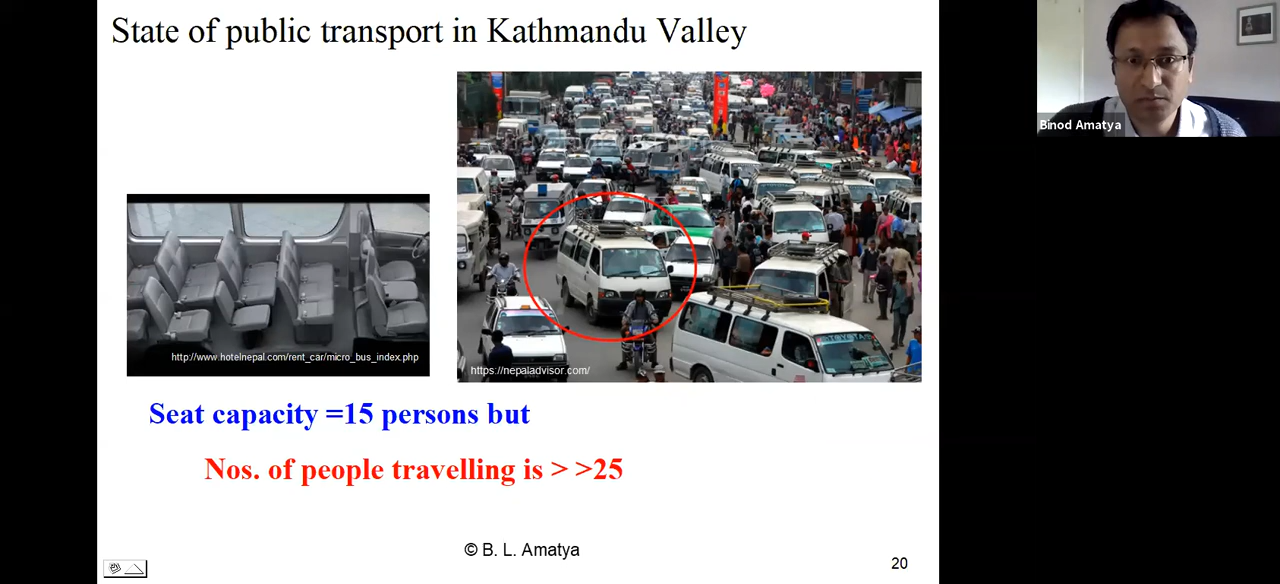 State of public transport in Kathmandu Valley
Binod Amatya
http://www.hotelnepal.com/rent_car/micro_bus_index.php
https://nepaladvisor.com/
Seat capacity =15 persons but
Nos. of people travelling is > >25
© B. L. Amatya
20